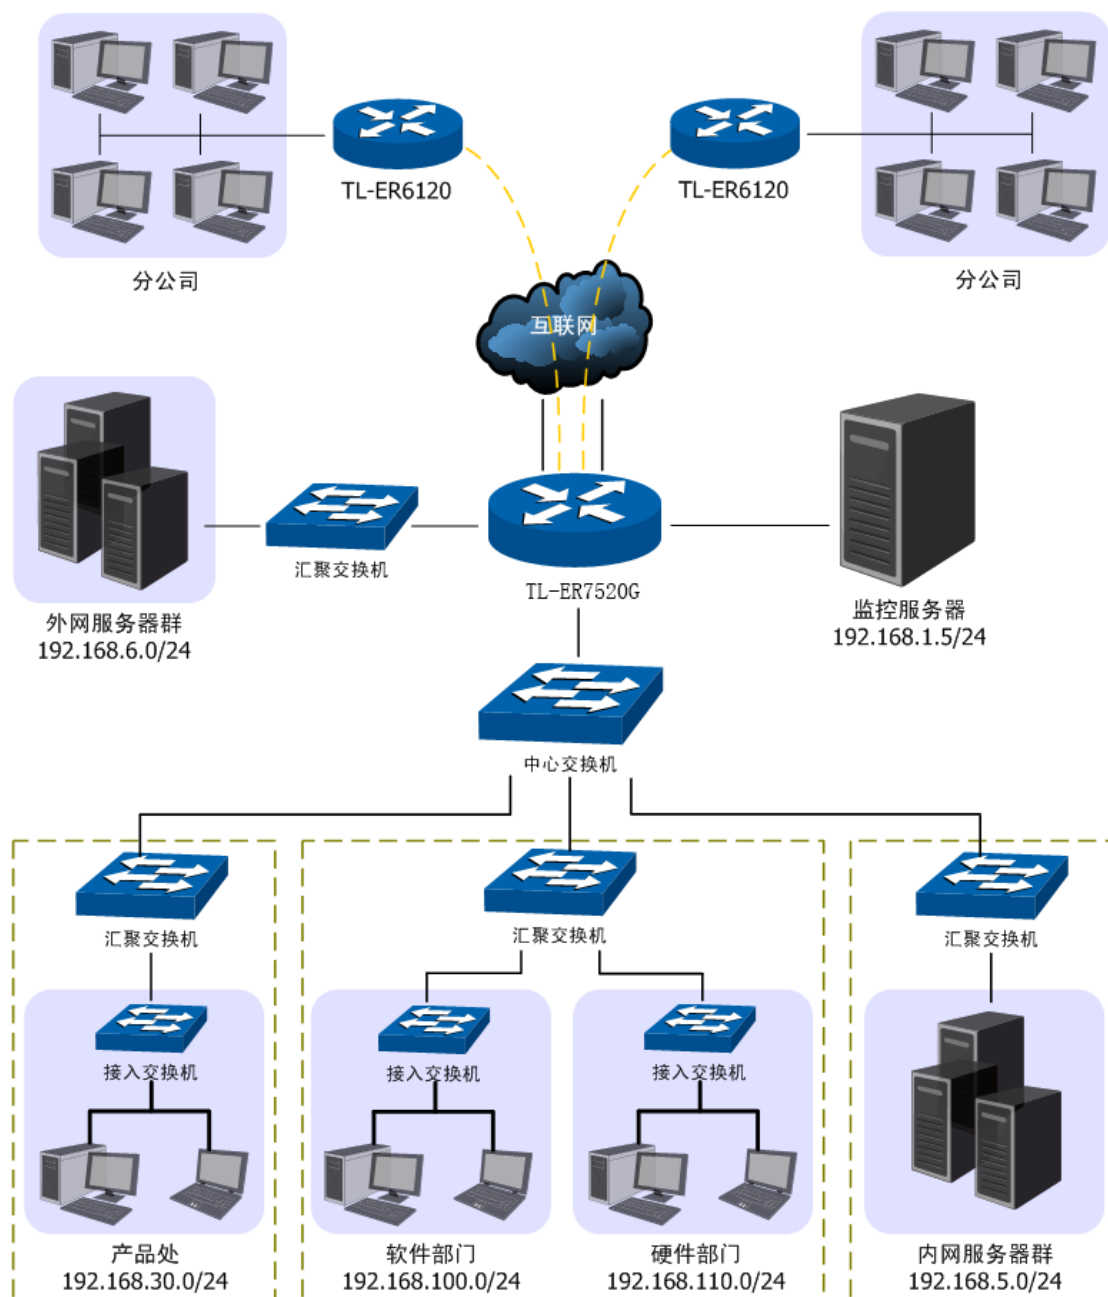 TL-ER6120
TL-ER6120
分公司
分公司
互联网
汇聚交换机
TL-ER7520G
外网服务器群
192.168.6.0/24
监控服务器
192.168.1.5/24
中心交换机
汇聚交换机
汇聚交换机
汇聚交换机
接入交换机
接入交换机
接入交换机
产品处
192.168.30.0/24
软件部门
192.168.100.0/24
硬件部门
192.168.110.0/24
内网服务器群
192.168.5.0/24